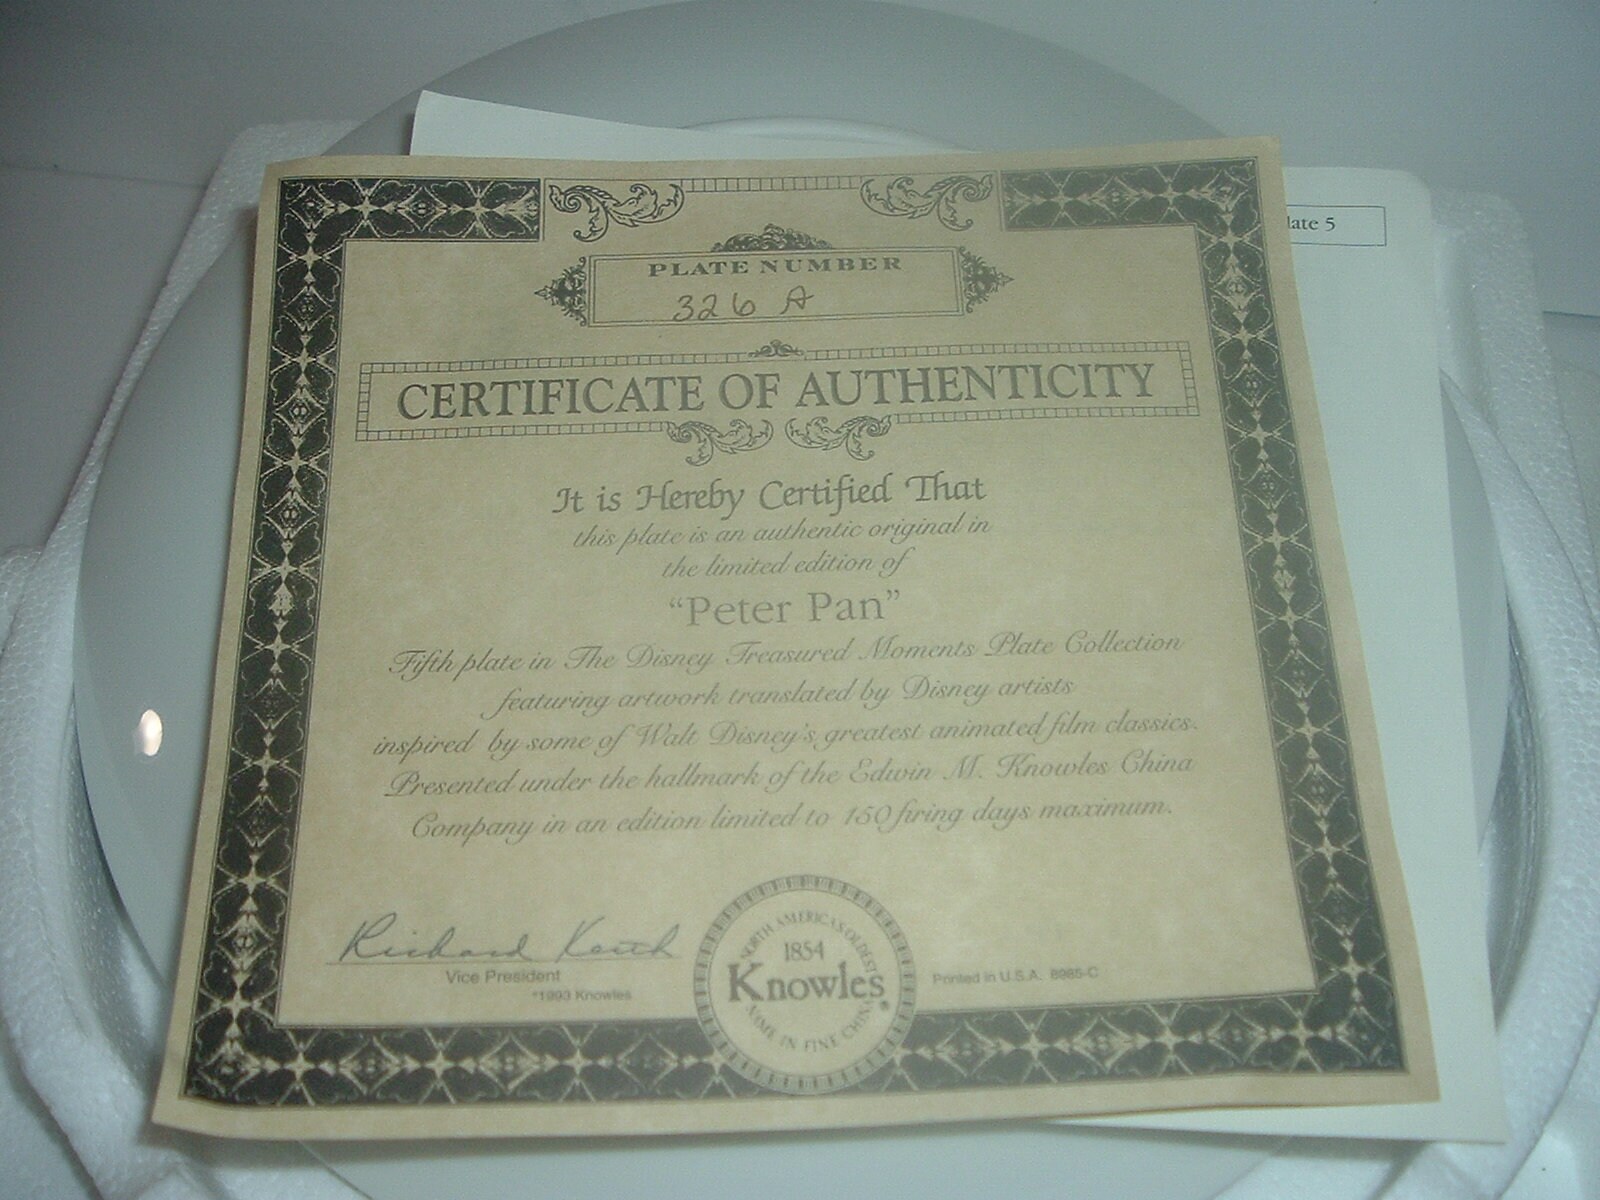 late 5
PLATE NUMBER
326 A
CERTIFICATE OF AUTHENTICITY
It is Hereby Certified That
this plate is an authentic original in
the limited edition of
“Peter Pan”
Fifth plate in The Disney Treasured Moments Plate Collection
featuring artwork translated by Disney artists
inspired by some of Walt Disney's greatest animated film classics.
Presented under the hallmark of the Edwin M. Knowles China
Company in an edition limited to 150 firing days maximum.
Richard Keith
Vice President
*1993 Knowles
NORTH AMERICA'S OLDEST
1854
Knowles®
NAME IN FINE CHINA
Printed in U.S.A. 8985-C